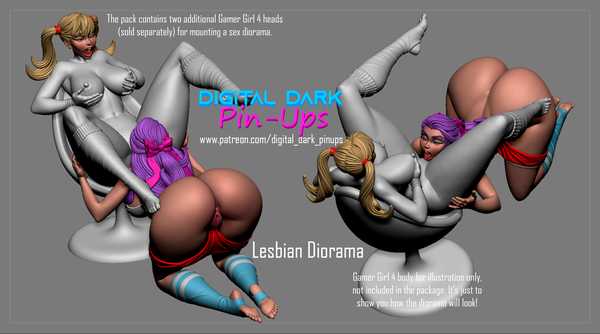 The pack contains two additional Gamer Girl 4 heads
(sold separately) for mounting a sex diorama.
DIGITAL DARK
Pin-Ups
www.patreon.com/digital_dark_pinups
Lesbian Diorama
Gamer Girl 4 body for illustration only,
not included in the package. It's just to
show you how the diorama will look!